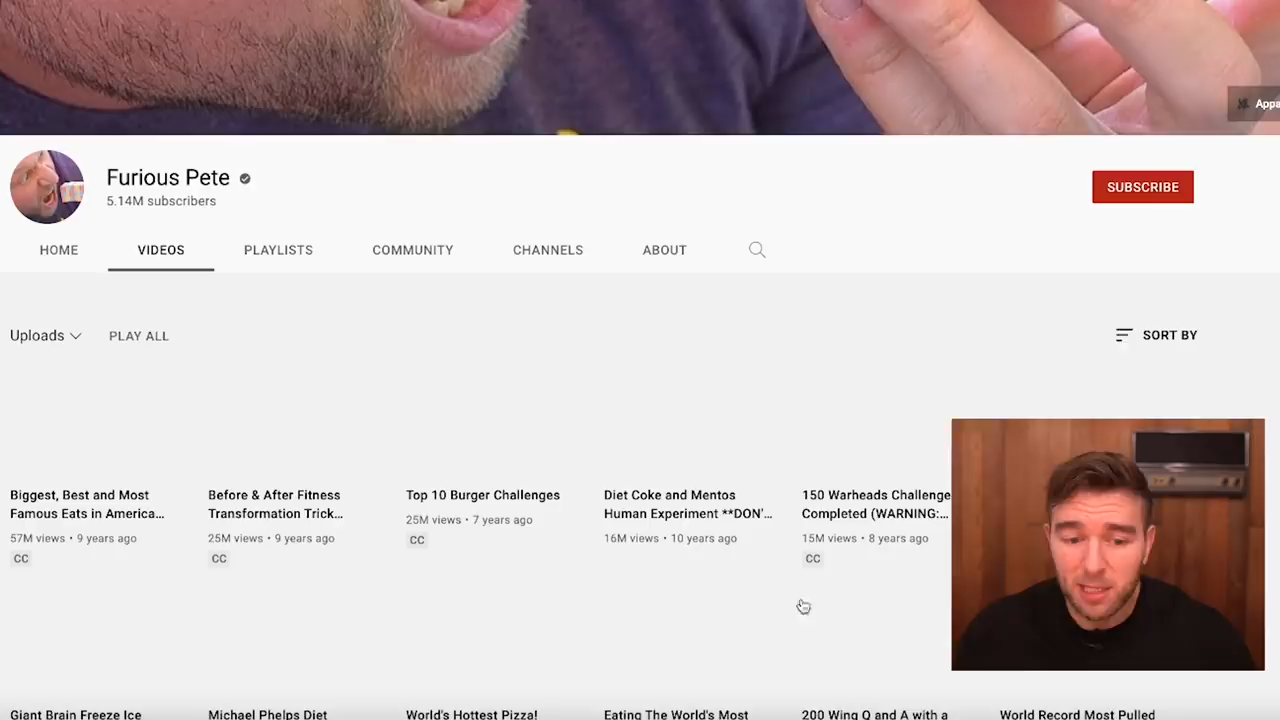 Appa
Furious Pete
5.14M subscribers
SUBSCRIBE
HOME
VIDEOS
PLAYLISTS
COMMUNITY
CHANNELS
ABOUT
Uploads
PLAY ALL
SORT BY
Biggest, Best and Most
Famous Eats in America...
57M views • 9 years ago
CC
Before & After Fitness
Transformation Trick...
25M views • 9 years ago
CC
Top 10 Burger Challenges
25M views • 7 years ago
CC
Diet Coke and Mentos
Human Experiment **DON'...
16M views • 10 years ago
150 Warheads Challenge
Completed (WARNING:...
15M views • 8 years ago
CC
Giant Brain Freeze Ice
Michael Phelps Diet
World's Hottest Pizza!
Eating The World's Most
200 Wing Q and A with a
World Record Most Pulled